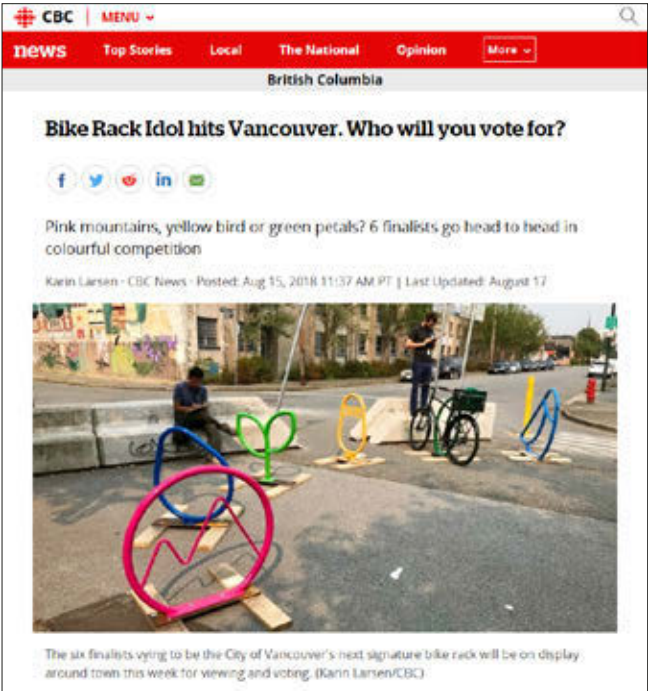 CBC MENU
news Top Stories Local The National Opinion More
British Columbia
Bike Rack Idol hits Vancouver. Who will you vote for?
f in
Pink mountains, yellow bird or green petals? 6 finalists go head to head in
colourful competition
Karin Larsen · CBC News · Posted: Aug 15, 2018 11:37 AM PT | Last Updated: August 17
The six finalists vying to be the City of Vancouver's next signature bike rack will be on display
around town this week for viewing and voting. (Karin Larsen/CBC)